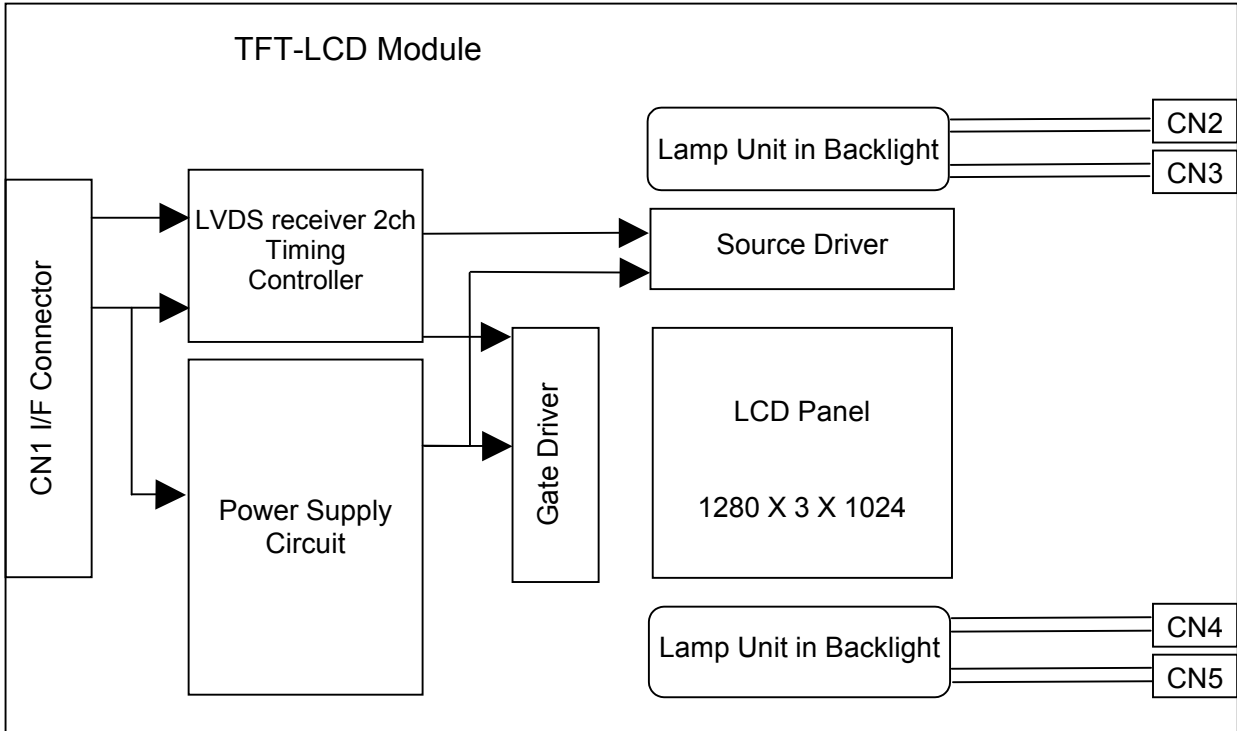 TFT-LCD Module
CN1 I/F Connector
LVDS receiver 2ch
Timing
Controller
Power Supply
Circuit
Gate Driver
Lamp Unit in Backlight
CN2
CN3
Source Driver
LCD Panel
1280 X 3 X 1024
Lamp Unit in Backlight
CN4
CN5